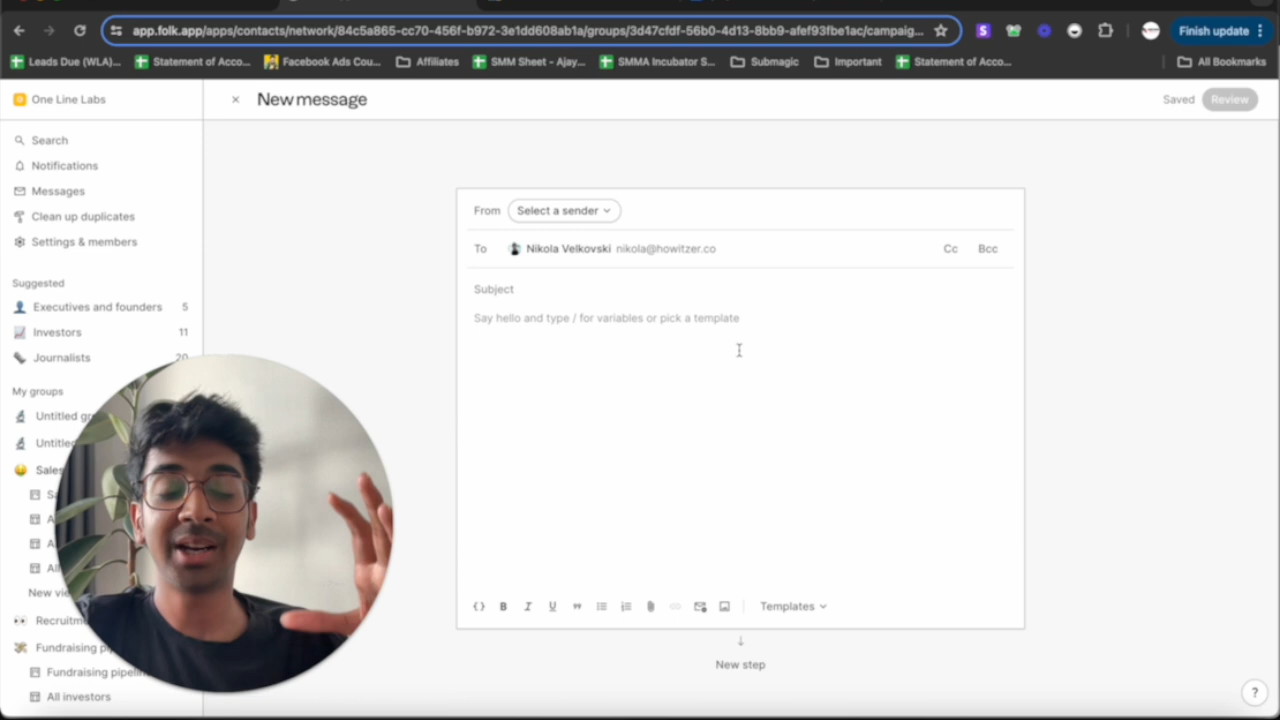 app.folk.app/apps/contacts/network/84c5a865-cc70-456f-b972-3e1dd608ab1a/groups/3d47cfdf-56b0-4d13-8bb9-afef93fbe1ac/campaig...
Finish update
Leads Due (WLA)...
Statement of Acco...
Facebook Ads Cou...
Affiliates
SMM Sheet - Ajay...
SMMA Incubator S...
Submagic
Important
Statement of Acco...
All Bookmarks
One Line Labs
× New message
Saved
Review
Search
Notifications
Messages
Clean up duplicates
Settings & members
Suggested
Executives and founders 5
Investors 11
Journalists 20
My groups
Untitled
Untitled
Sales
New
Fundraising
Fundraising
All investors
From Select a sender
To Nikola Velkovski nikola@howitzer.co Cc Bcc
Subject
Say hello and type / for variables or pick a template
Templates
New step
?